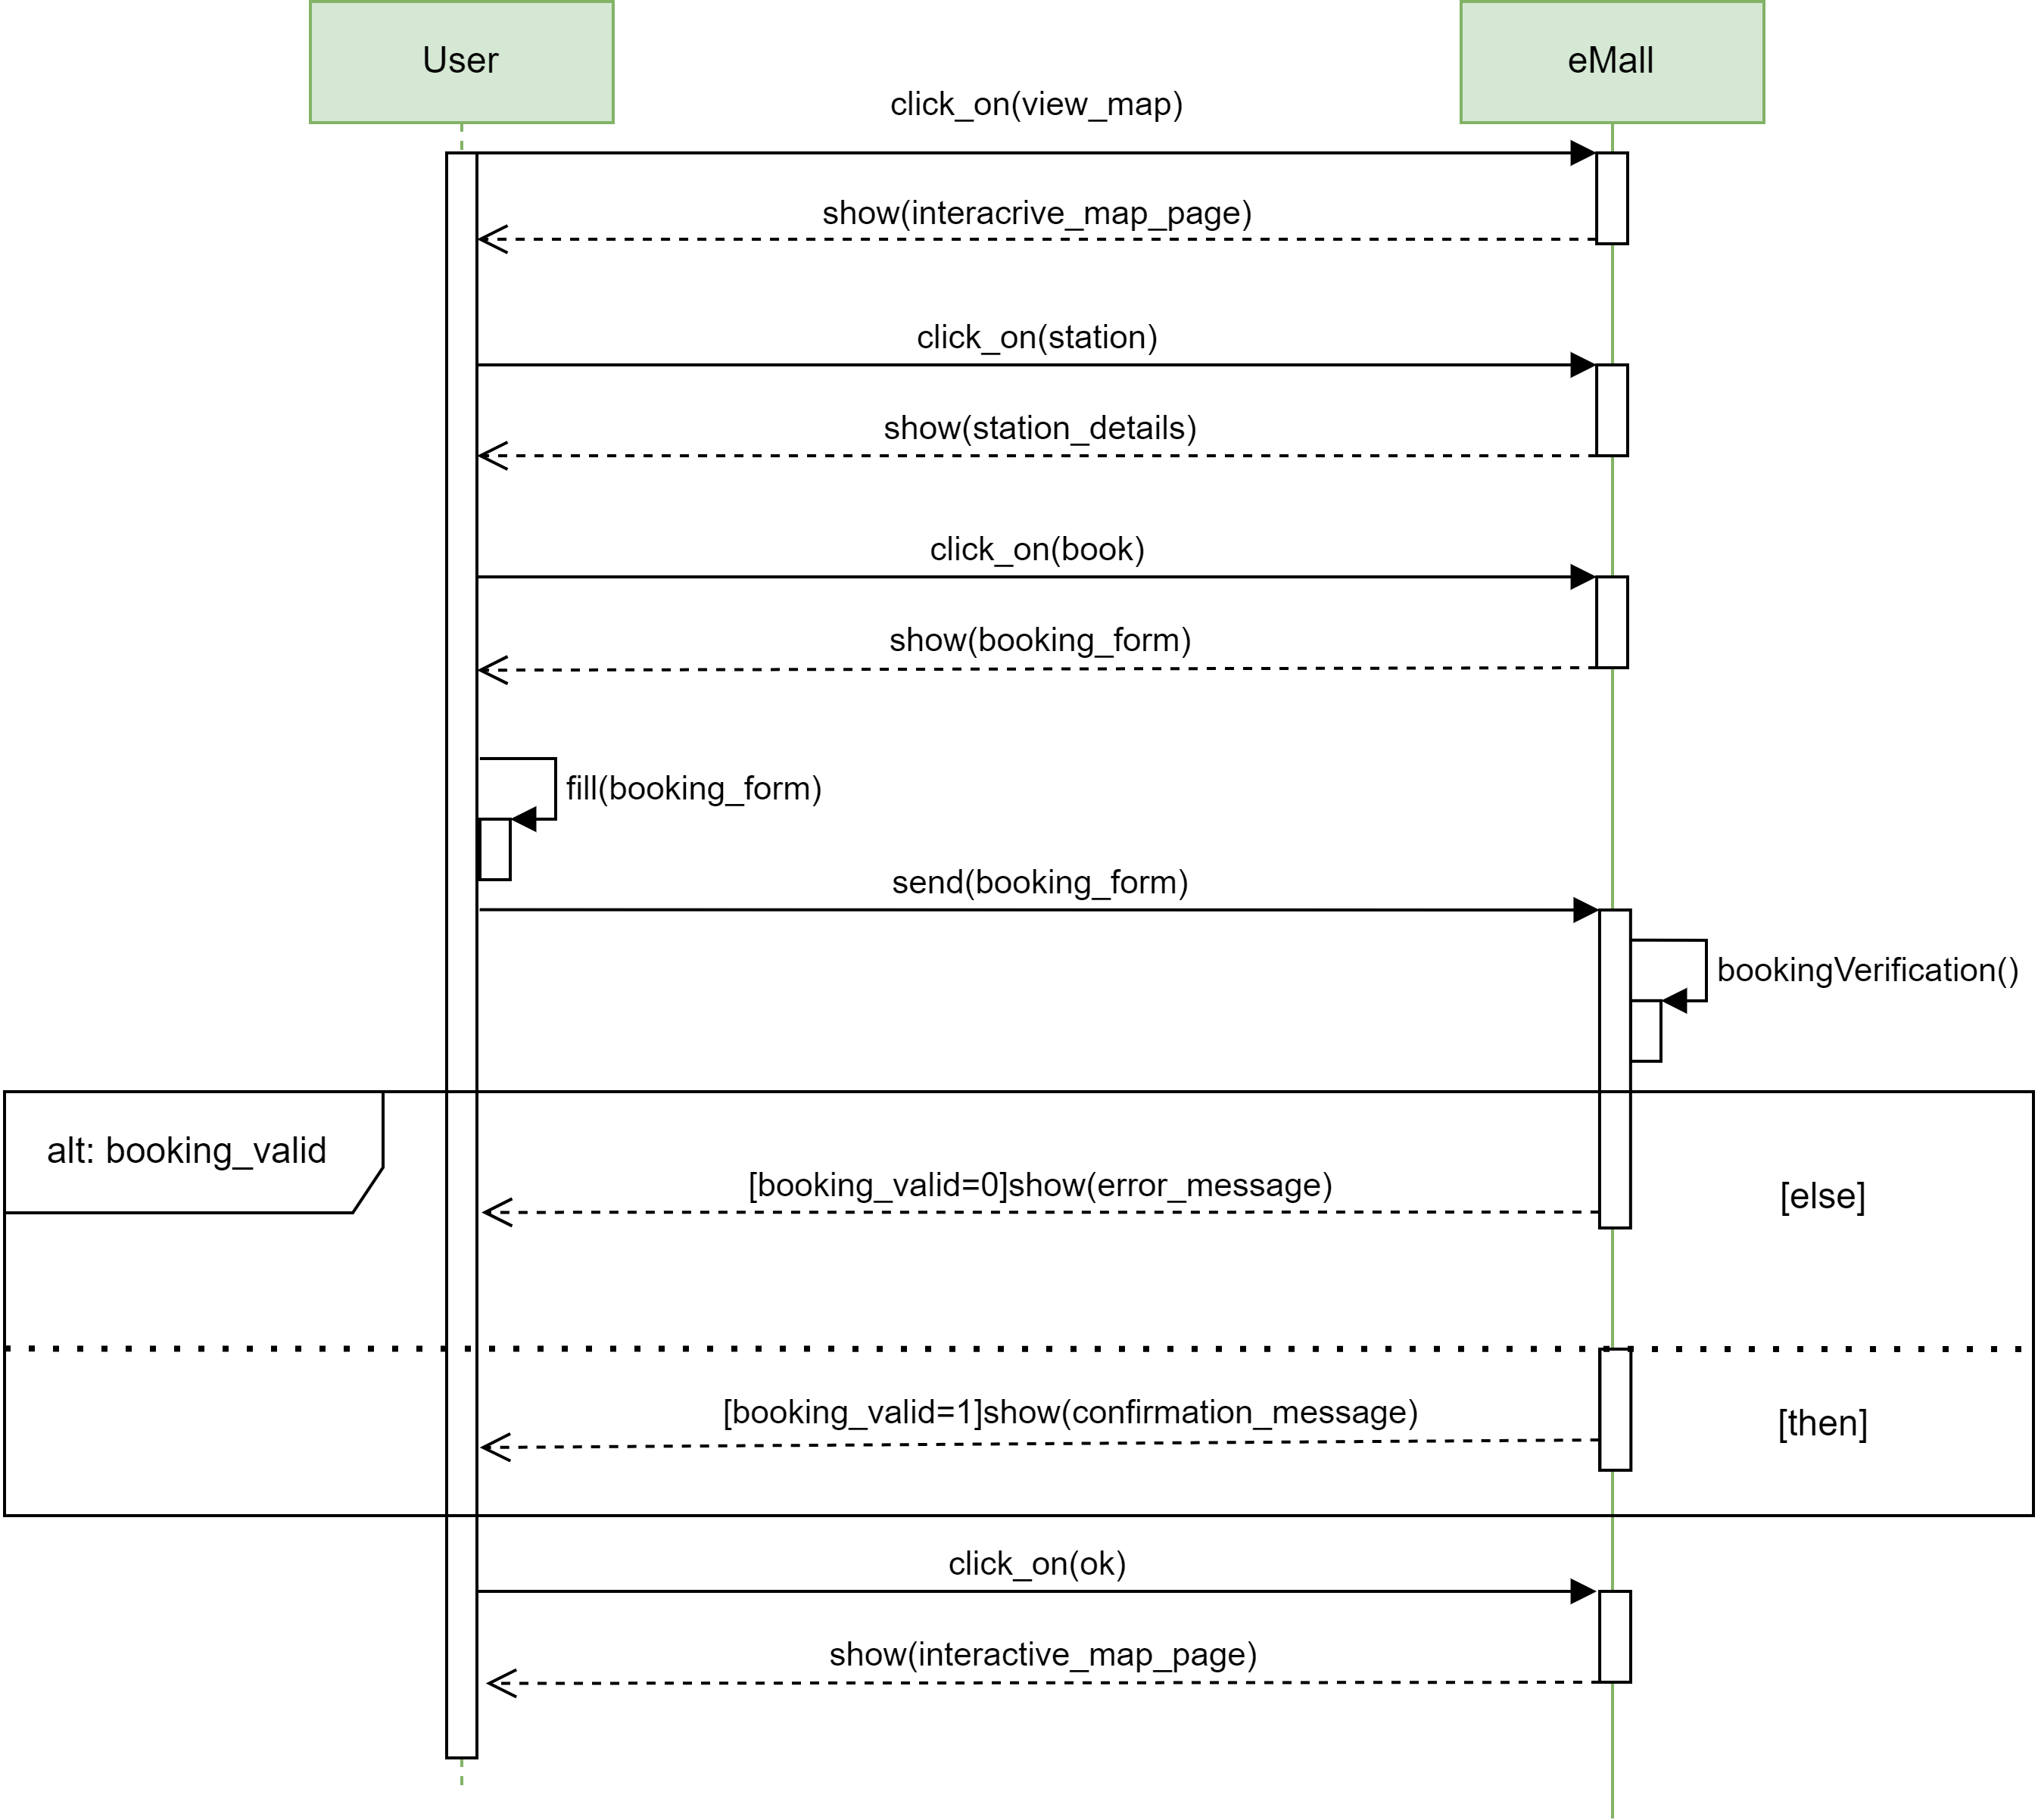 User
eMall
click_on(view_map)
show(interacrive_map_page)
click_on(station)
show(station_details)
click_on(book)
show(booking_form)
fill(booking_form)
send(booking_form)
bookingVerification()
alt: booking_valid
[booking_valid=0]show(error_message)
[else]
[booking_valid=1]show(confirmation_message)
[then]
click_on(ok)
show(interactive_map_page)